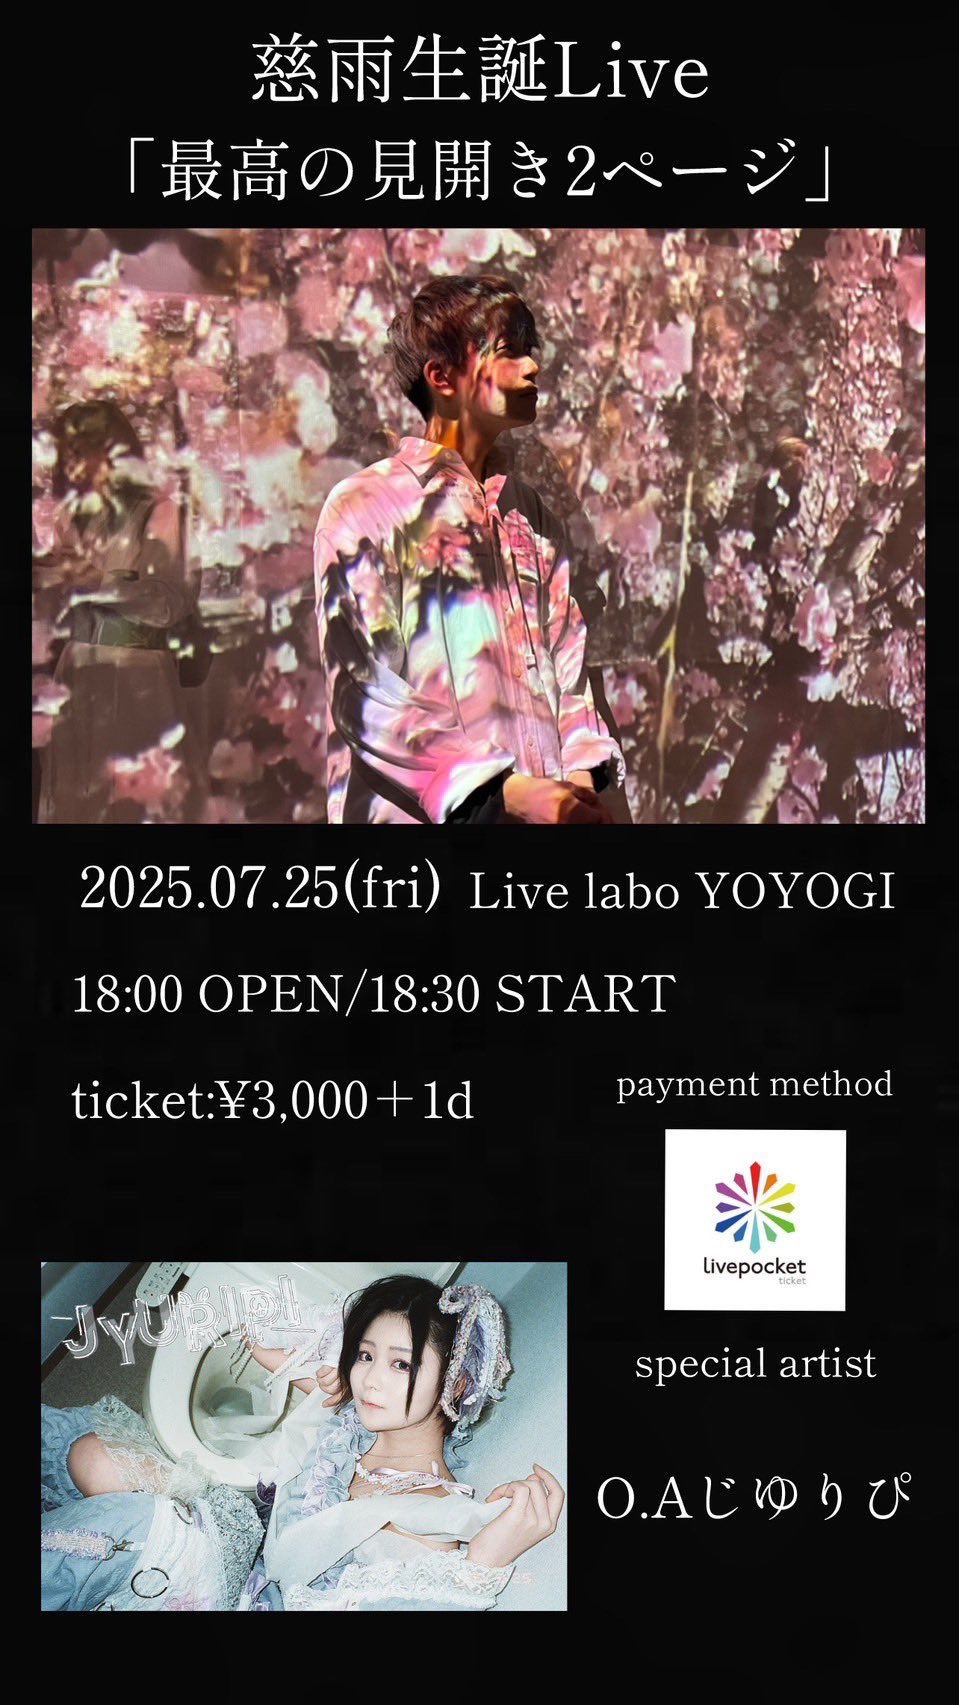 慈雨生誕Live
「最高の見開き2ページ」
2025.07.25(fri) Live labo YOYOGI
18:00 OPEN/18:30 START
ticket:¥3,000＋1d
payment method
livepocket
ticket
JYURIPI
special artist
O.Aじゆりぴ